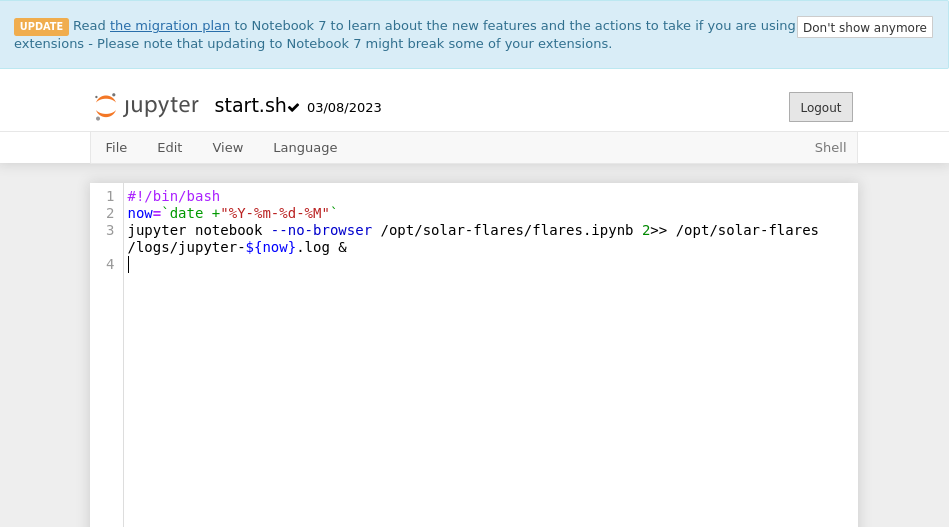 UPDATE Read the migration plan to Notebook 7 to learn about the new features and the actions to take if you are using
extensions - Please note that updating to Notebook 7 might break some of your extensions.
Don't show anymore
jupyter start.sh✔ 03/08/2023
Logout
File Edit View Language Shell
1 #!/bin/bash
2 now=`date +"%Y-%m-%d-%M"`
3 jupyter notebook --no-browser /opt/solar-flares/flares.ipynb 2>> /opt/solar-flares
/logs/jupyter-${now}.log &
4